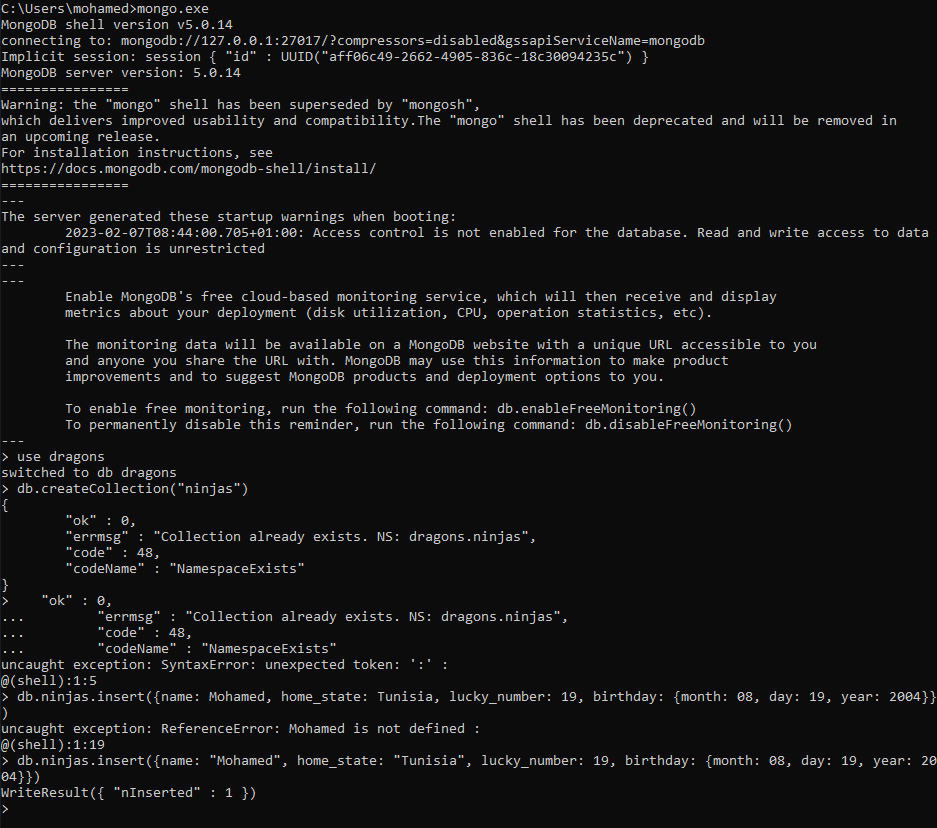 C:\Users\mohamed>mongo.exe
MongoDB shell version v5.0.14
connecting to: mongodb://127.0.0.1:27017/?compressors=disabled&gssapiServiceName=mongodb
Implicit session: session { "id" : UUID("aff06c49-2662-4905-836c-18c30094235c") }
MongoDB server version: 5.0.14
================
Warning: the "mongo" shell has been superseded by "mongosh",
which delivers improved usability and compatibility.The "mongo" shell has been deprecated and will be removed in
an upcoming release.
For installation instructions, see
https://docs.mongodb.com/mongodb-shell/install/
================
---
The server generated these startup warnings when booting:
        2023-02-07T08:44:00.705+01:00: Access control is not enabled for the database. Read and write access to data
and configuration is unrestricted
---
---
        Enable MongoDB's free cloud-based monitoring service, which will then receive and display
        metrics about your deployment (disk utilization, CPU, operation statistics, etc).

        The monitoring data will be available on a MongoDB website with a unique URL accessible to you
        and anyone you share the URL with. MongoDB may use this information to make product
        improvements and to suggest MongoDB products and deployment options to you.

        To enable free monitoring, run the following command: db.enableFreeMonitoring()
        To permanently disable this reminder, run the following command: db.disableFreeMonitoring()
---
> use dragons
switched to db dragons
> db.createCollection("ninjas")
{
        "ok" : 0,
        "errmsg" : "Collection already exists. NS: dragons.ninjas",
        "code" : 48,
        "codeName" : "NamespaceExists"
}
>    "ok" : 0,
...         "errmsg" : "Collection already exists. NS: dragons.ninjas",
...         "code" : 48,
...         "codeName" : "NamespaceExists"
uncaught exception: SyntaxError: unexpected token: ':' :
@(shell):1:5
> db.ninjas.insert({name: Mohamed, home_state: Tunisia, lucky_number: 19, birthday: {month: 08, day: 19, year: 2004}}
)
uncaught exception: ReferenceError: Mohamed is not defined :
@(shell):1:19
> db.ninjas.insert({name: "Mohamed", home_state: "Tunisia", lucky_number: 19, birthday: {month: 08, day: 19, year: 20
04}})
WriteResult({ "nInserted" : 1 })
>